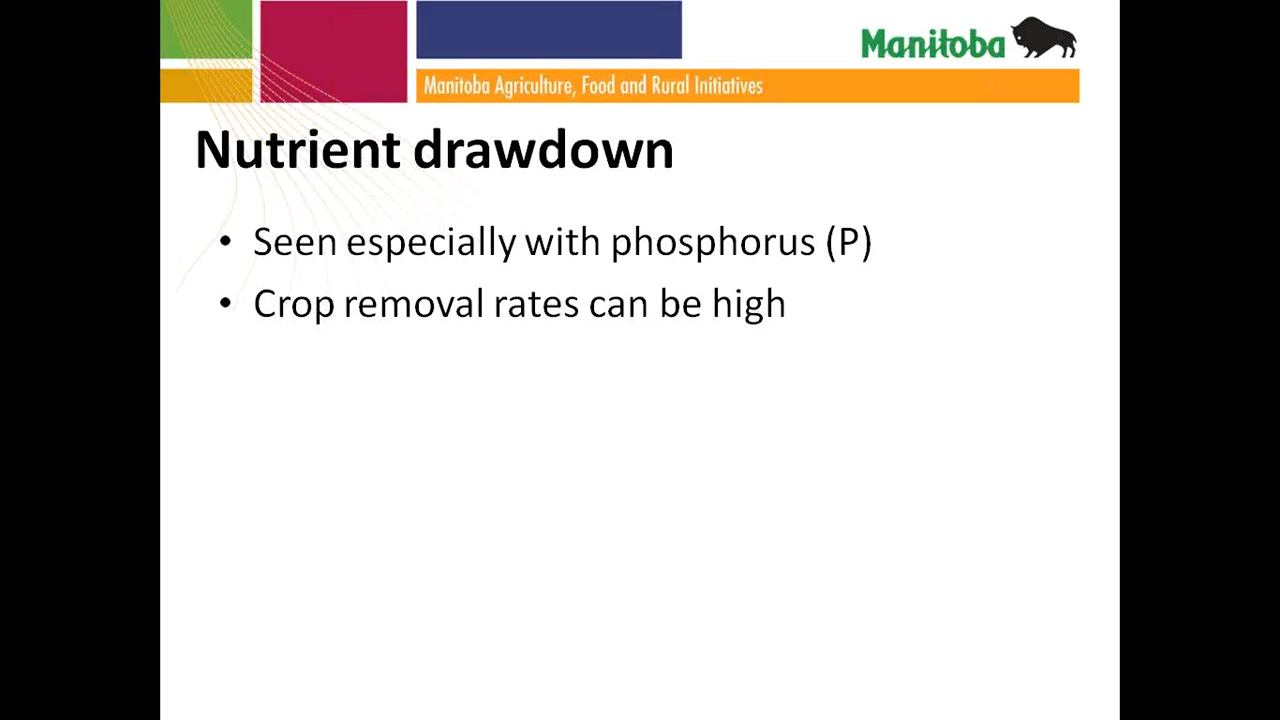 Manitoba
Manitoba Agriculture, Food and Rural Initiatives
Nutrient drawdown
• Seen especially with phosphorus (P)
• Crop removal rates can be high